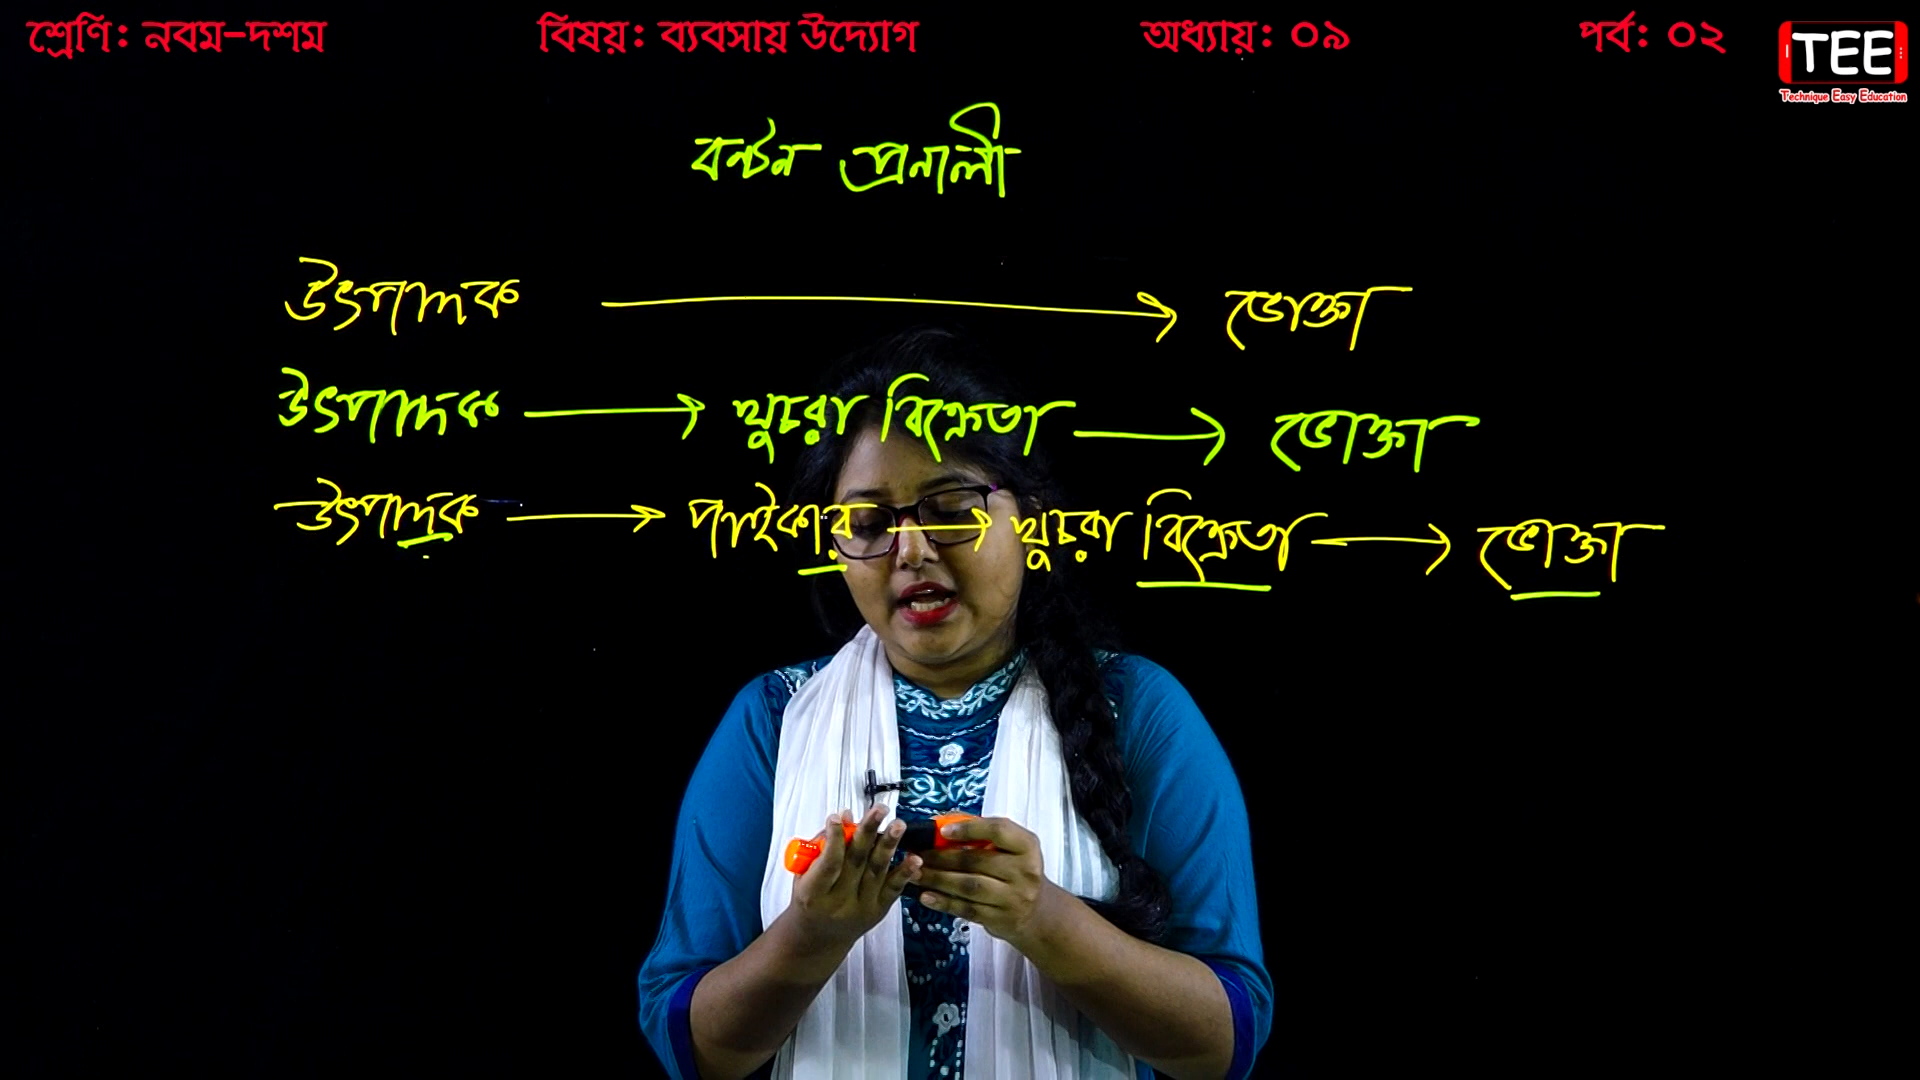 শ্রেণি: নবম-দশম বিষয়: ব্যবসায় উদ্যোগ অধ্যায়: ০৯ পর্ব: ০২
TEE
Technique Easy Education
বন্টন প্রনালী
উৎপাদক → ভোক্তা
উৎপাদক → খুচরা বিক্রেতা → ভোক্তা
উৎপাদক → পাইকার → খুচরা বিক্রেতা → ভোক্তা